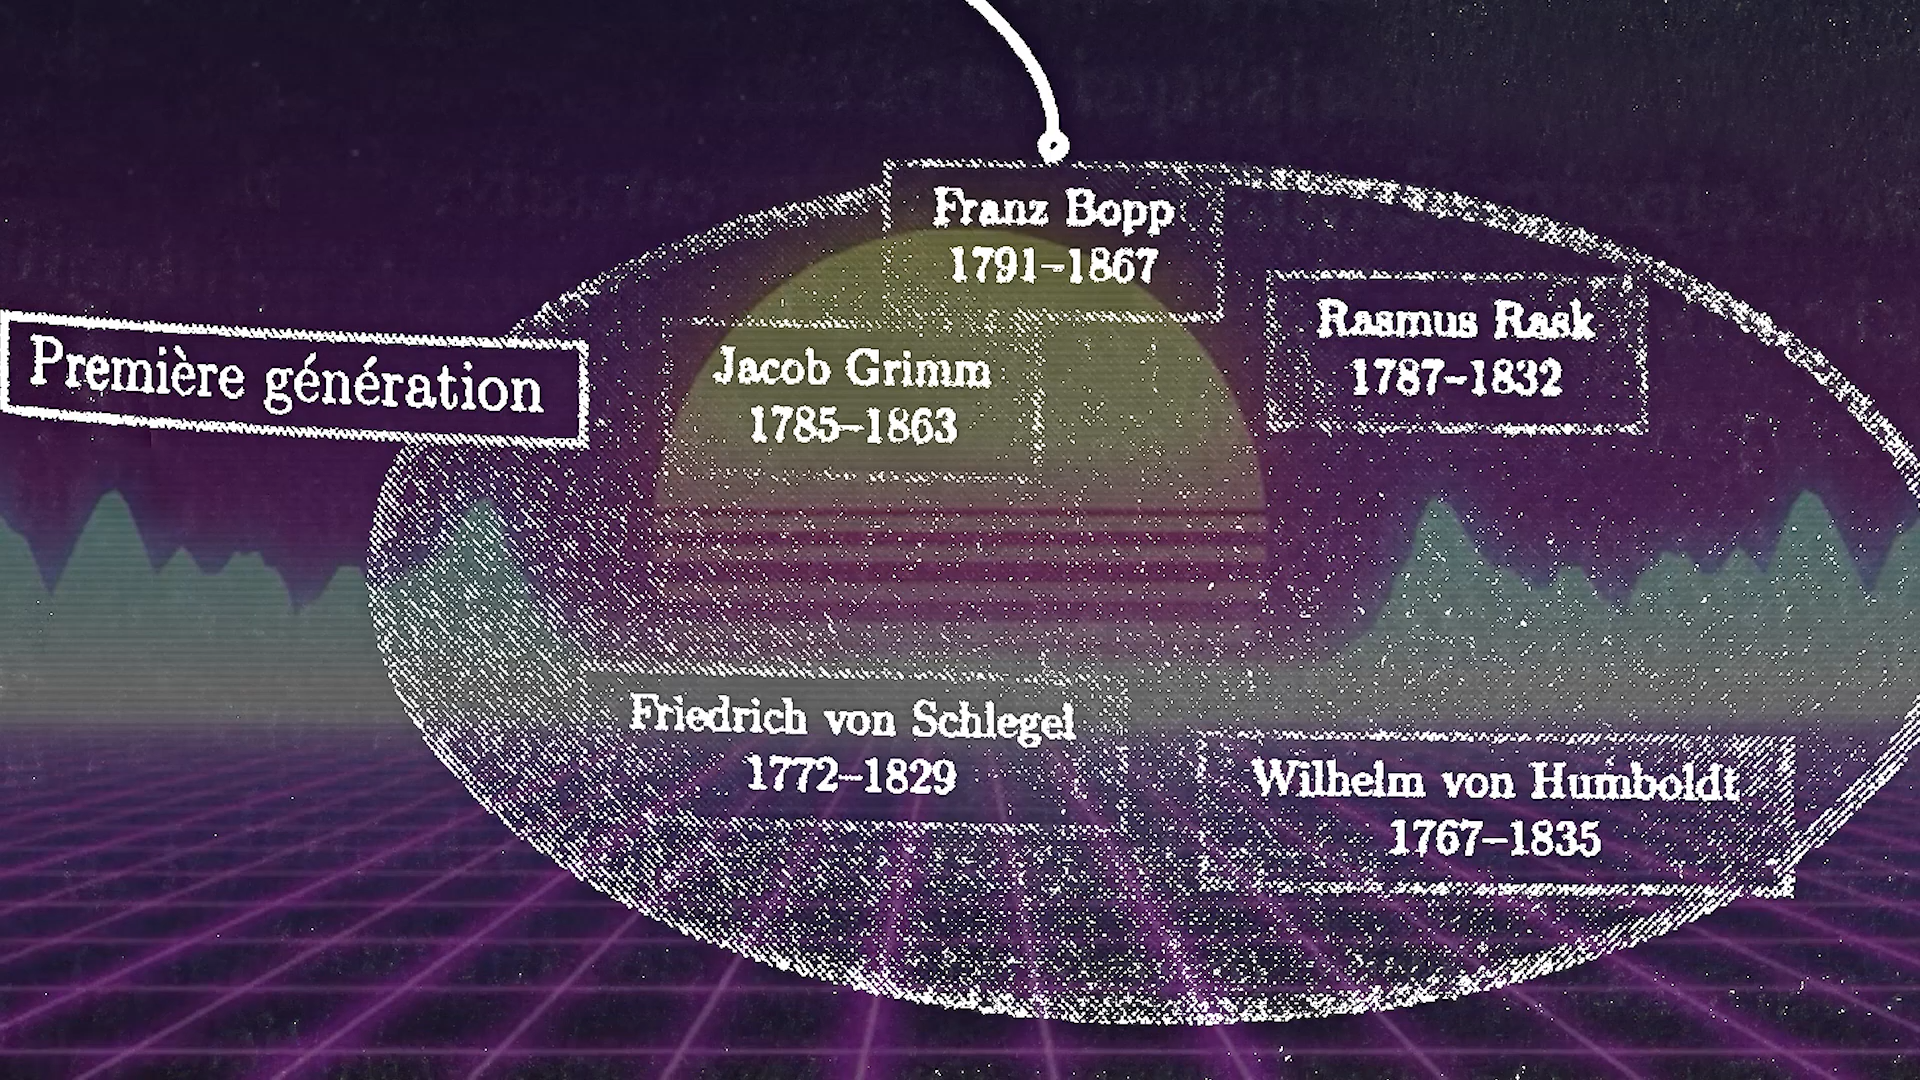 Franz Bopp
1791–1867
Rasmus Rask
1787–1832
Première génération
Jacob Grimm
1785–1863
Friedrich von Schlegel
1772–1829
Wilhelm von Humboldt
1767–1835